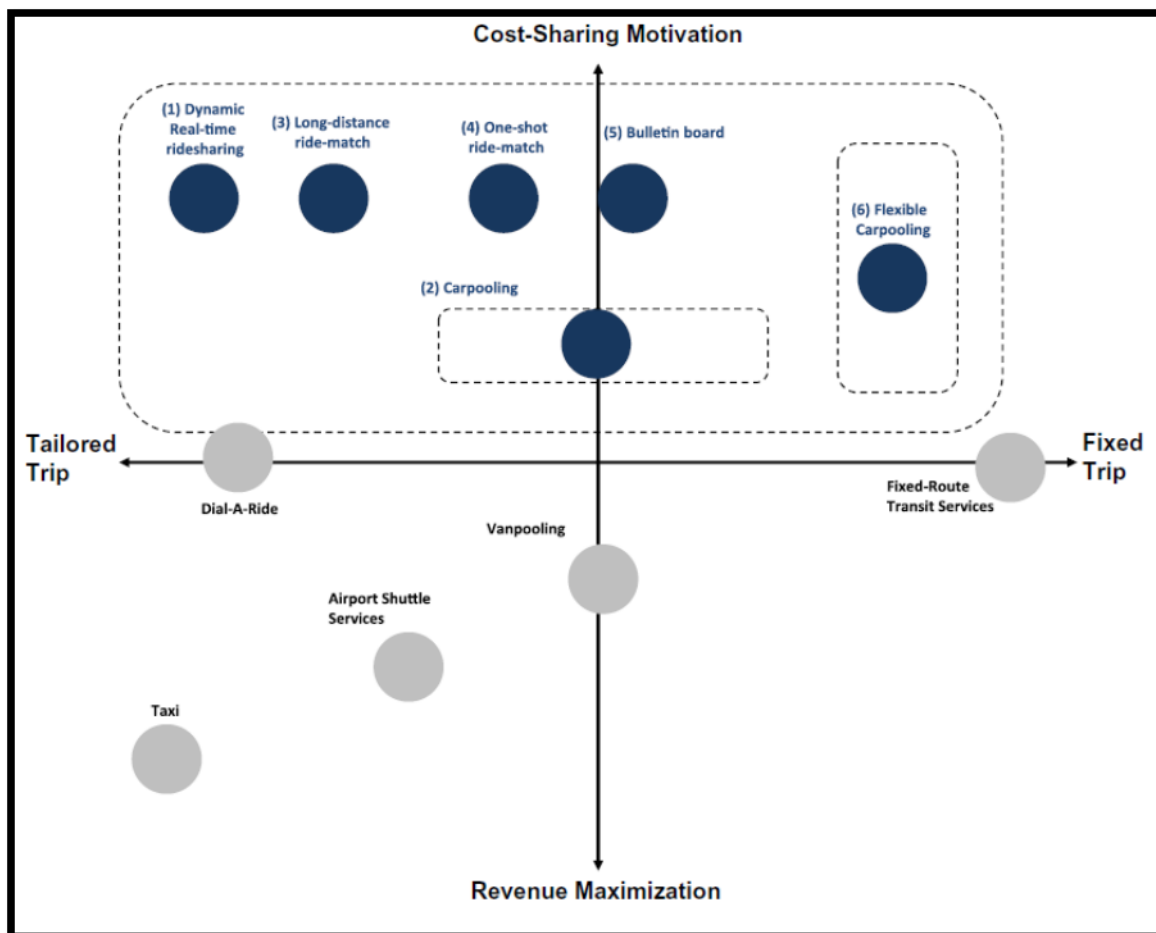 Cost-Sharing Motivation
(1) Dynamic
Real-time
ridesharing
(3) Long-distance
ride-match
(4) One-shot
ride-match
(5) Bulletin board
(6) Flexible
Carpooling
(2) Carpooling
Tailored
Trip
Fixed
Trip
Dial-A-Ride
Fixed-Route
Transit Services
Vanpooling
Airport Shuttle
Services
Taxi
Revenue Maximization